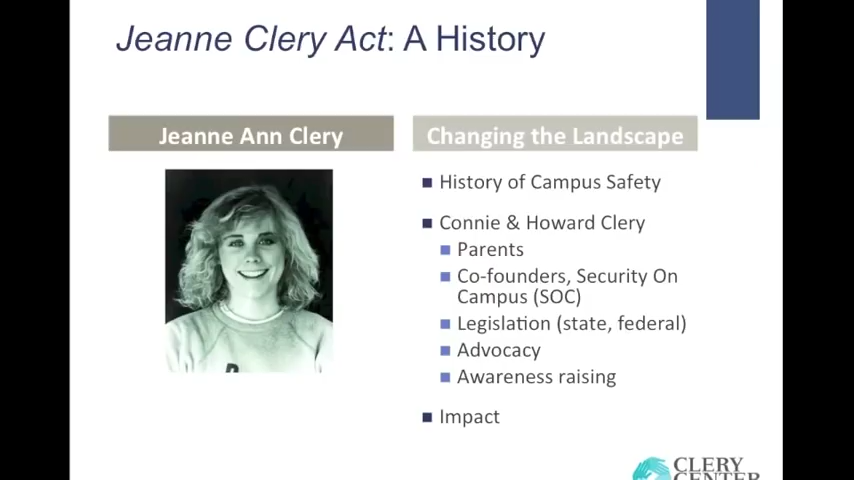 Jeanne Clery Act: A History
Jeanne Ann Clery
Changing the Landscape
History of Campus Safety
Connie & Howard Clery
Parents
Co-founders, Security On
Campus (SOC)
Legislation (state, federal)
Advocacy
Awareness raising
Impact
CLERY
CENTER